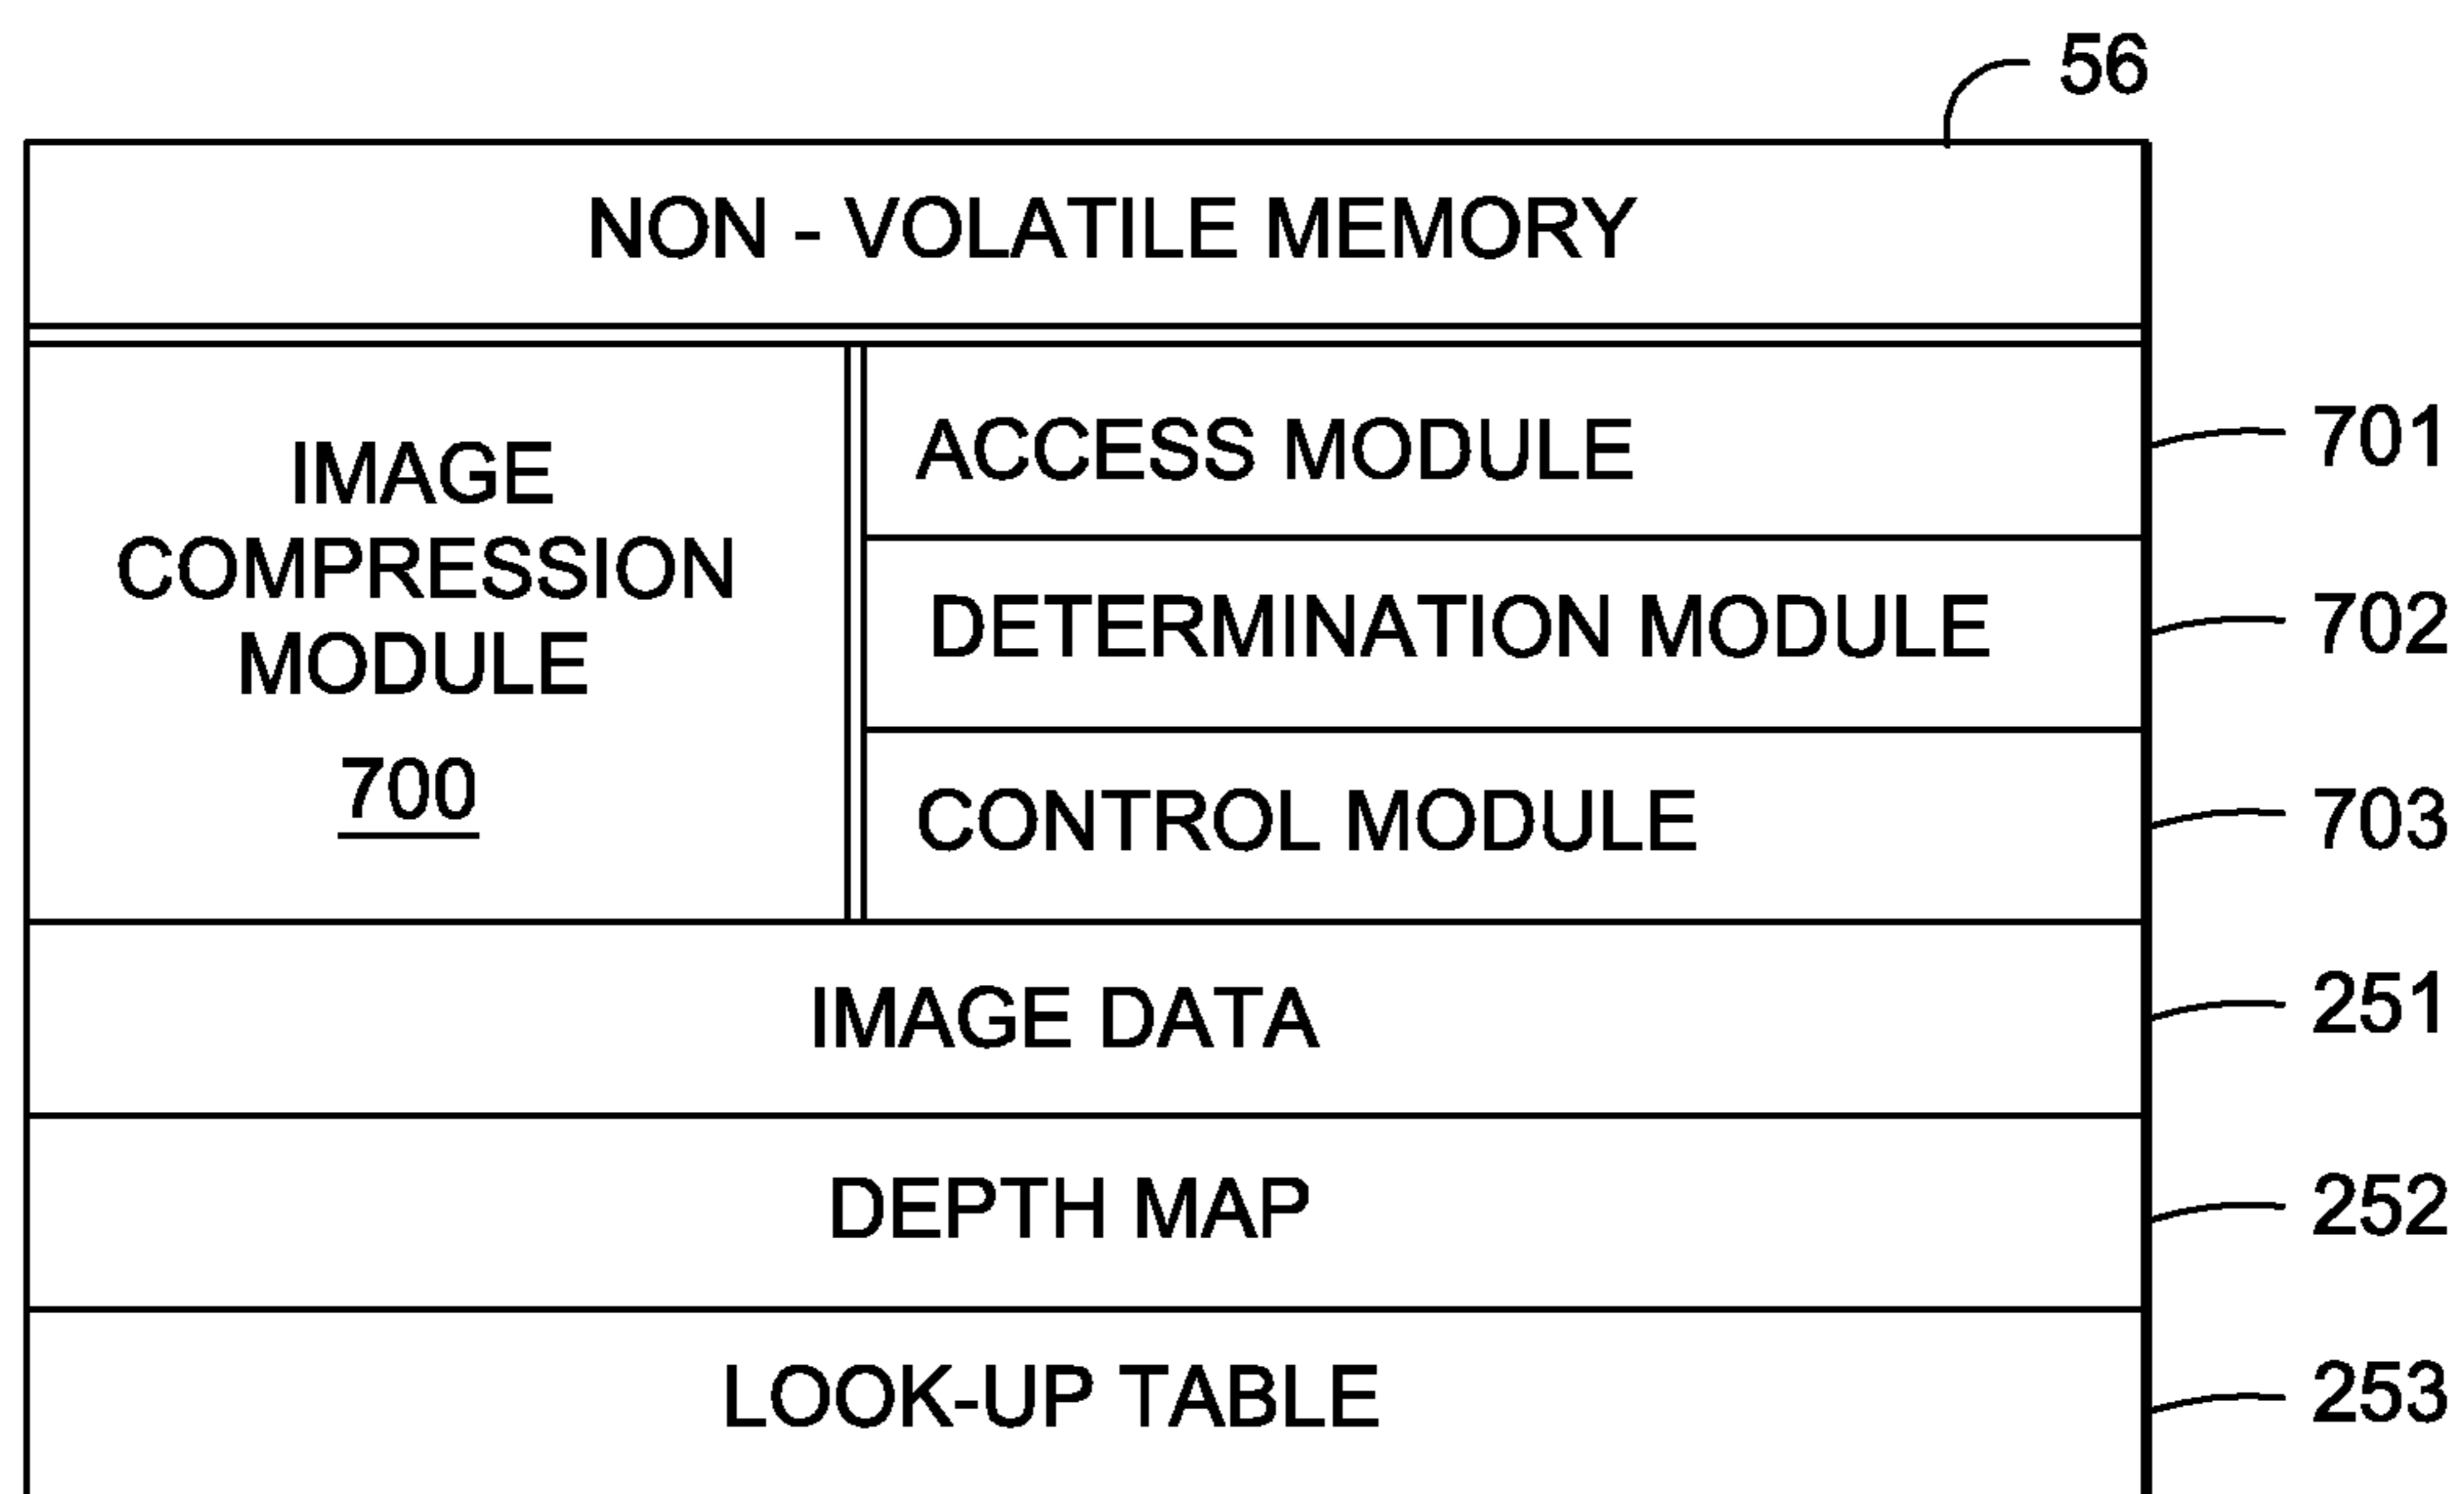 56
NON - VOLATILE MEMORY
IMAGE
COMPRESSION
MODULE
700
ACCESS MODULE
701
DETERMINATION MODULE
702
CONTROL MODULE
703
IMAGE DATA
251
DEPTH MAP
252
LOOK-UP TABLE
253